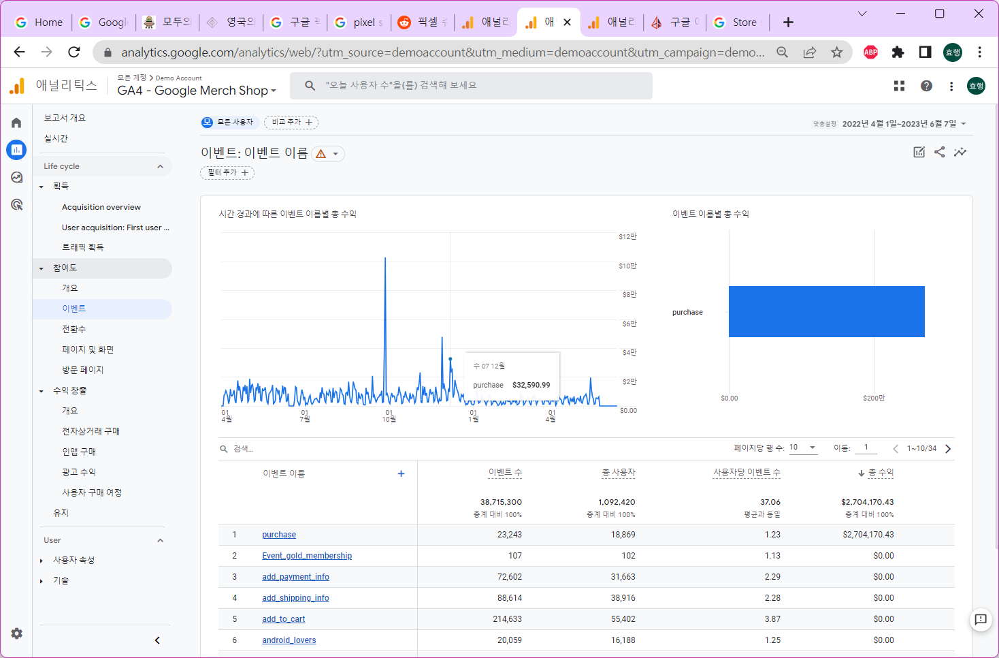 Home
Googl
모두의
영국의
구글 픽
pixel s
픽셀 슈
애널리
애
애널리
구글 어
Store
analytics.google.com/analytics/web/?utm_source=demoaccount&utm_medium=demoaccount&utm_campaign=demo...
ABP
효행
애널리틱스
모든 계정 > Demo Account
GA4 - Google Merch Shop
"오늘 사용자 수"을(를) 검색해 보세요
효행
보고서 개요
실시간
Life cycle
획득
Acquisition overview
User acquisition: First user ...
트래픽 획득
참여도
개요
이벤트
전환수
페이지 및 화면
방문 페이지
수익 창출
개요
전자상거래 구매
인앱 구매
광고 수익
사용자 구매 여정
유지
User
사용자 속성
기술
모 모든 사용자
비교 추가 +
맞춤설정 2022년 4월 1일~2023년 6월 7일
이벤트: 이벤트 이름
필터 추가 +
시간 경과에 따른 이벤트 이름별 총 수익
$12만
$10만
$8만
$6만
$4만
$2만
$0.00
01 4월
01 7월
01 10월
01 1월
01 4월
수 07 12월
purchase $32,590.99
이벤트 이름별 총 수익
purchase
$0.00
$200만
검색...
페이지당 행 수: 10
이동: 1
1~10/34
이벤트 이름 +
이벤트 수
총 사용자
사용자당 이벤트 수
↓ 총 수익
38,715,300 1,092,420 37.06 $2,704,170.43
총계 대비 100% 총계 대비 100% 평균과 동일 총계 대비 100%
1 purchase 23,243 18,869 1.23 $2,704,170.43
2 Event_gold_membership 107 102 1.13 $0.00
3 add_payment_info 72,602 31,663 2.29 $0.00
4 add_shipping_info 88,614 38,916 2.28 $0.00
5 add_to_cart 214,633 55,402 3.87 $0.00
6 android_lovers 20,059 16,188 1.25 $0.00